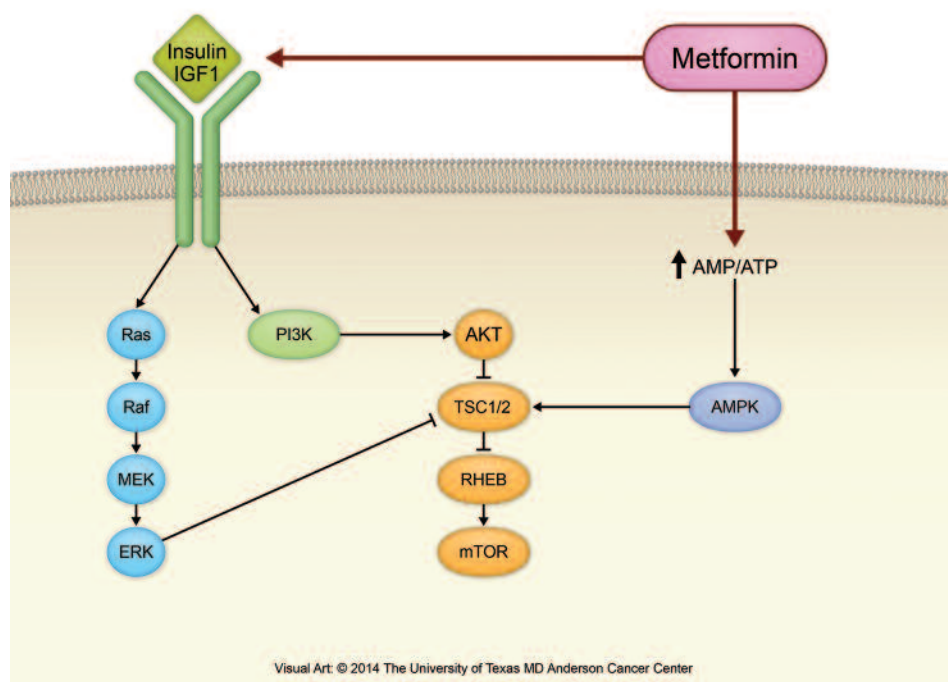 Insulin
IGF1
Metformin
AMP/ATP
Ras
PI3K
AKT
Raf
TSC1/2
AMPK
MEK
RHEB
ERK
mTOR
Visual Art: © 2014 The University of Texas MD Anderson Cancer Center